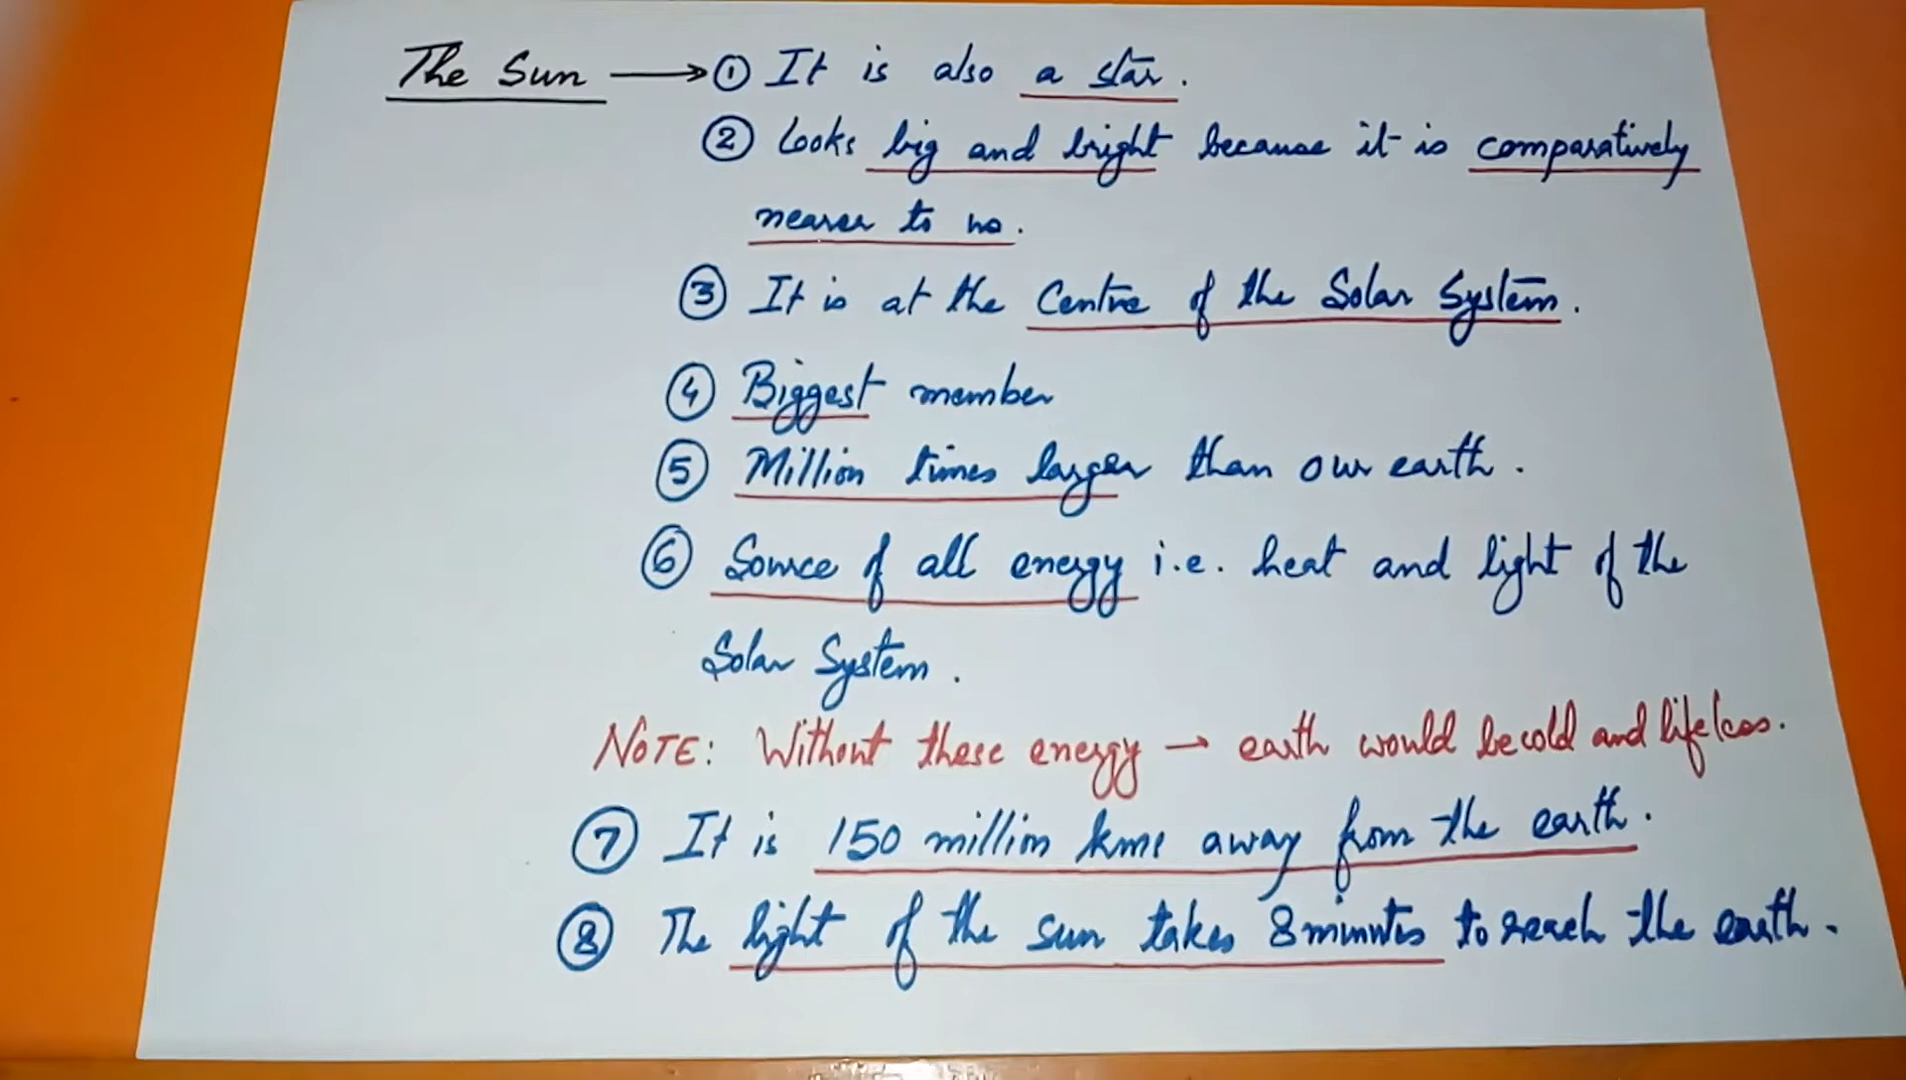 The Sun → ① It is also a star.
② Looks big and bright because it is comparatively
nearer to us.
③ It is at the Centre of the Solar System.
④ Biggest member
⑤ Million times larger than our earth.
⑥ Source of all energy i.e. heat and light of the
Solar System.
NOTE: Without these energy → earth would be cold and lifeless.
⑦ It is 150 million kms away from the earth.
⑧ The light of the sun takes 8 minutes to reach the earth.